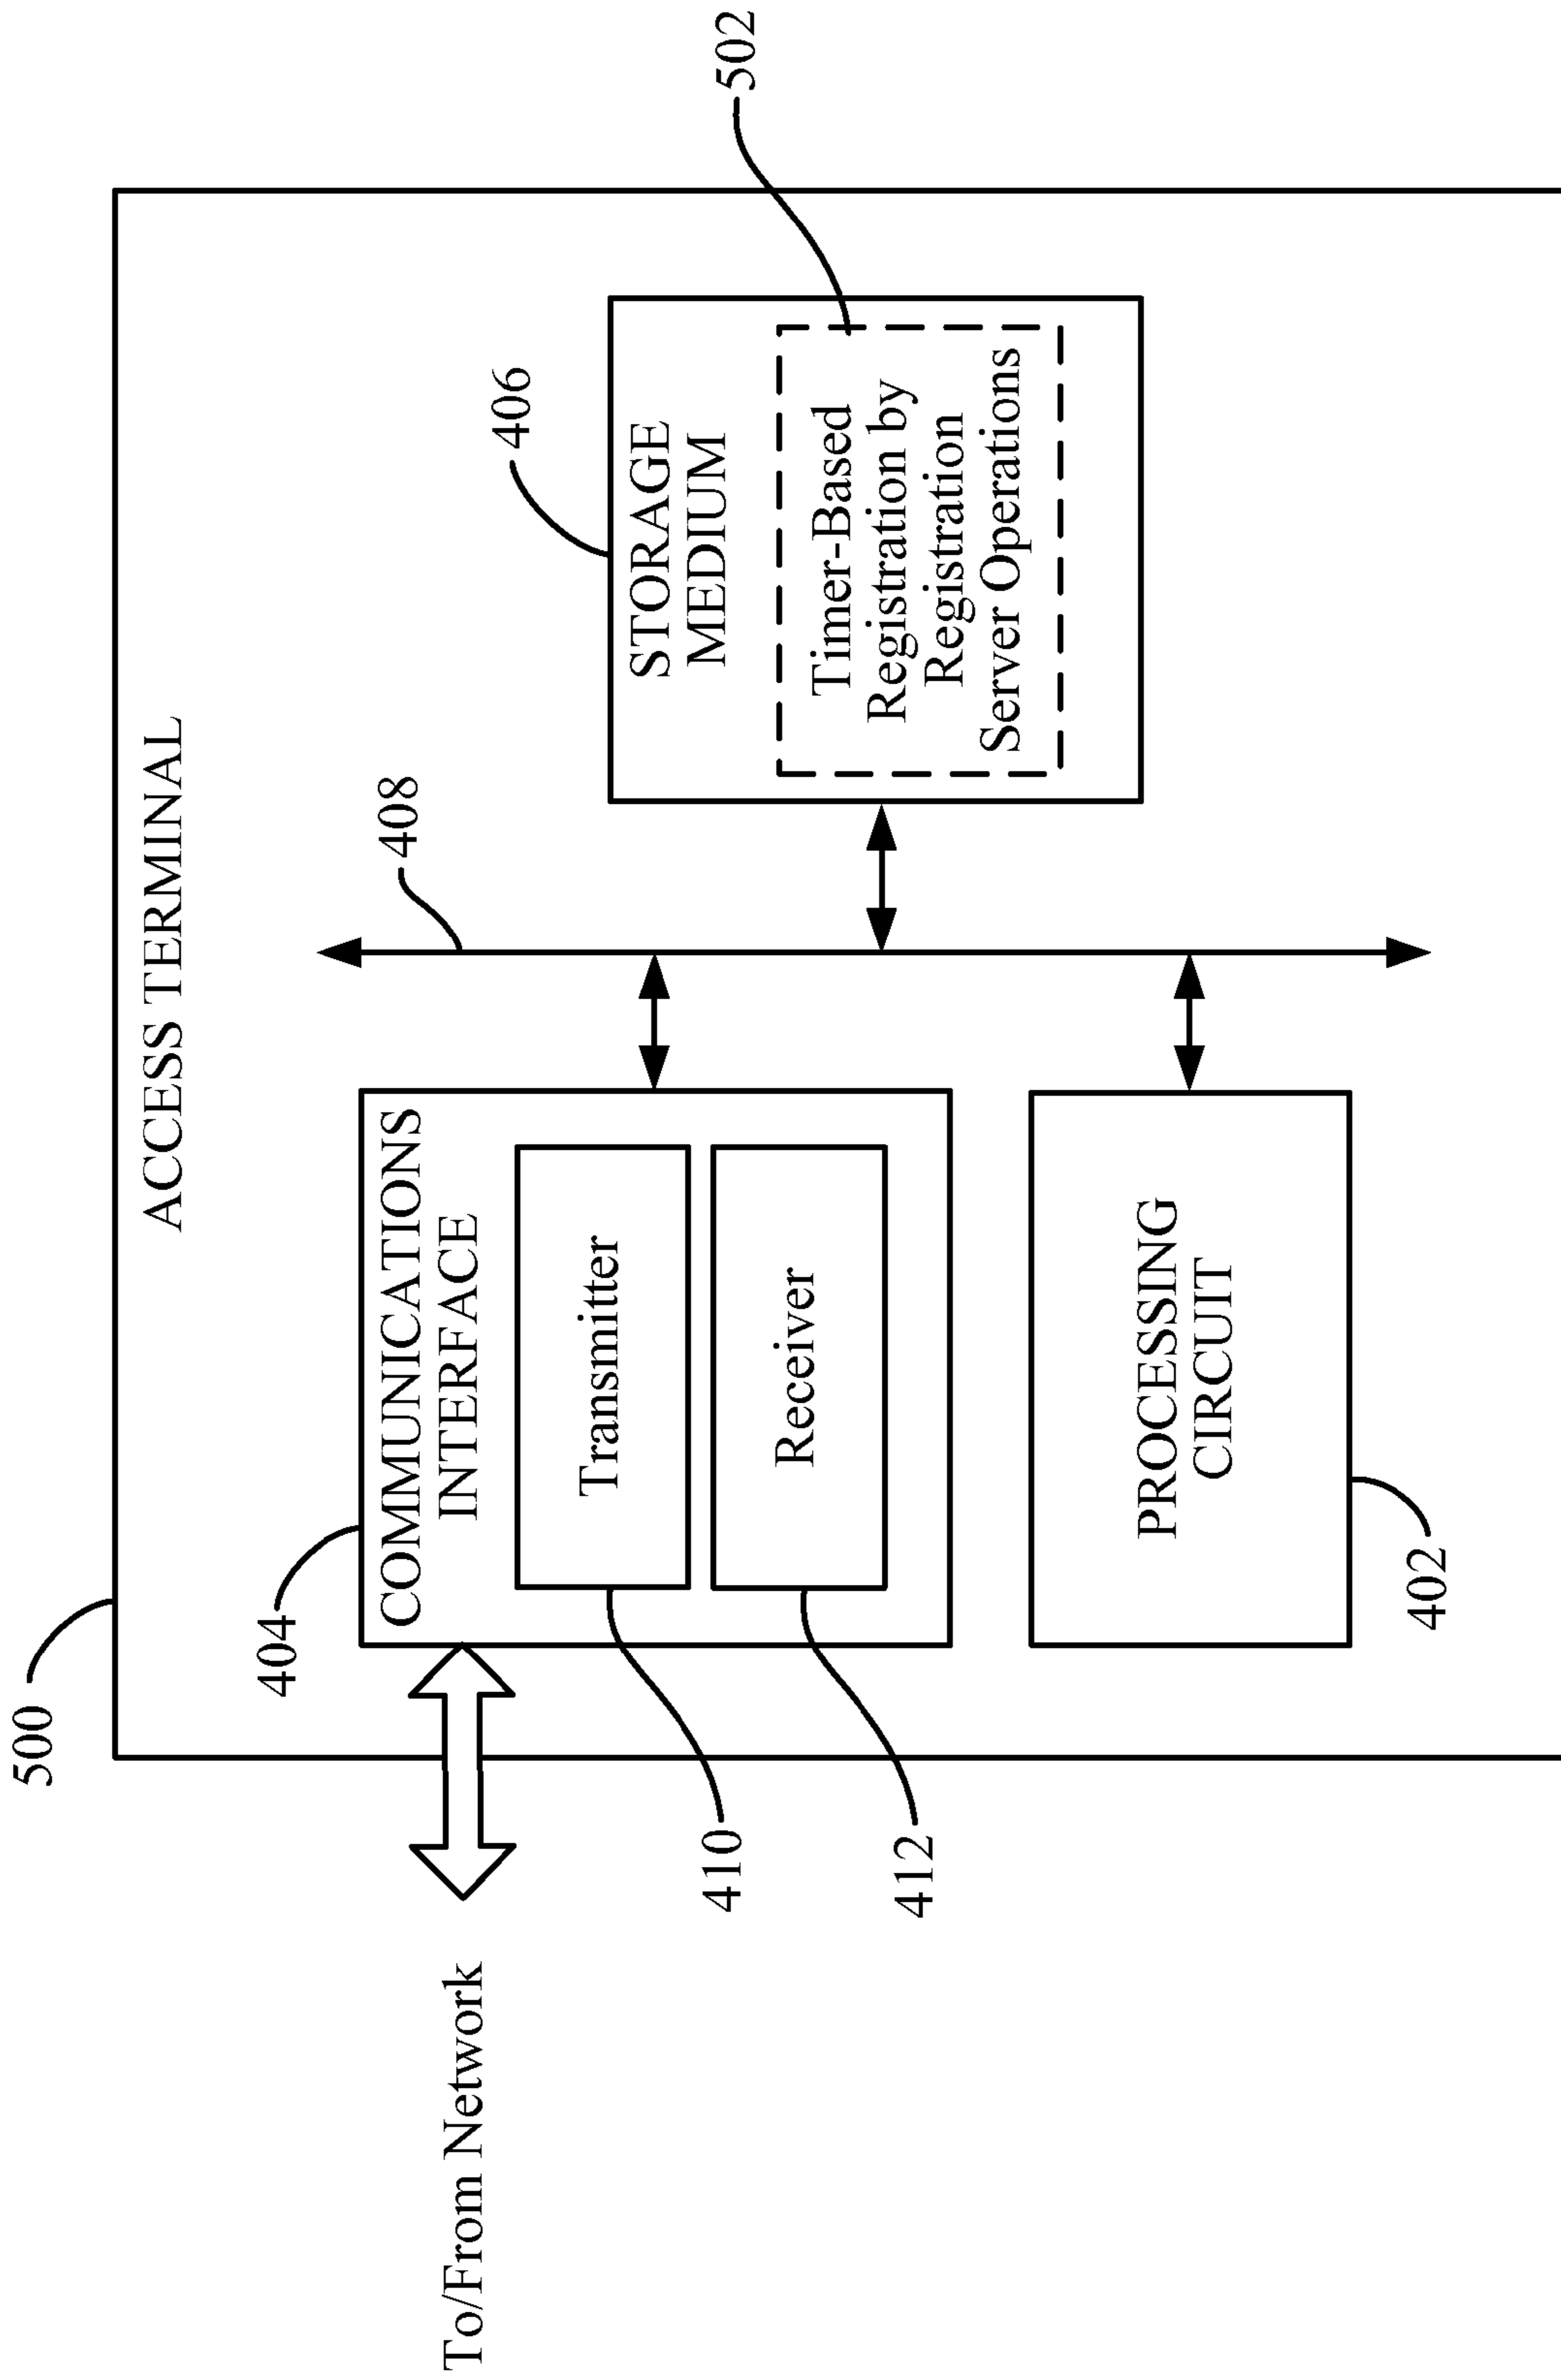 500
ACCESS TERMINAL
404
COMMUNICATIONS
INTERFACE
Transmitter
Receiver
To/From Network
410
412
408
406
STORAGE
MEDIUM
Timer-Based
Registration by
Registration
Server Operations
502
PROCESSING
CIRCUIT
402